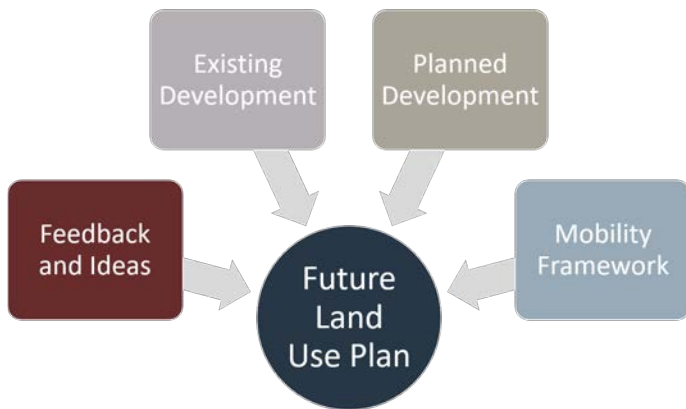 Existing
Development
Planned
Development
Feedback
and Ideas
Mobility
Framework
Future
Land
Use Plan